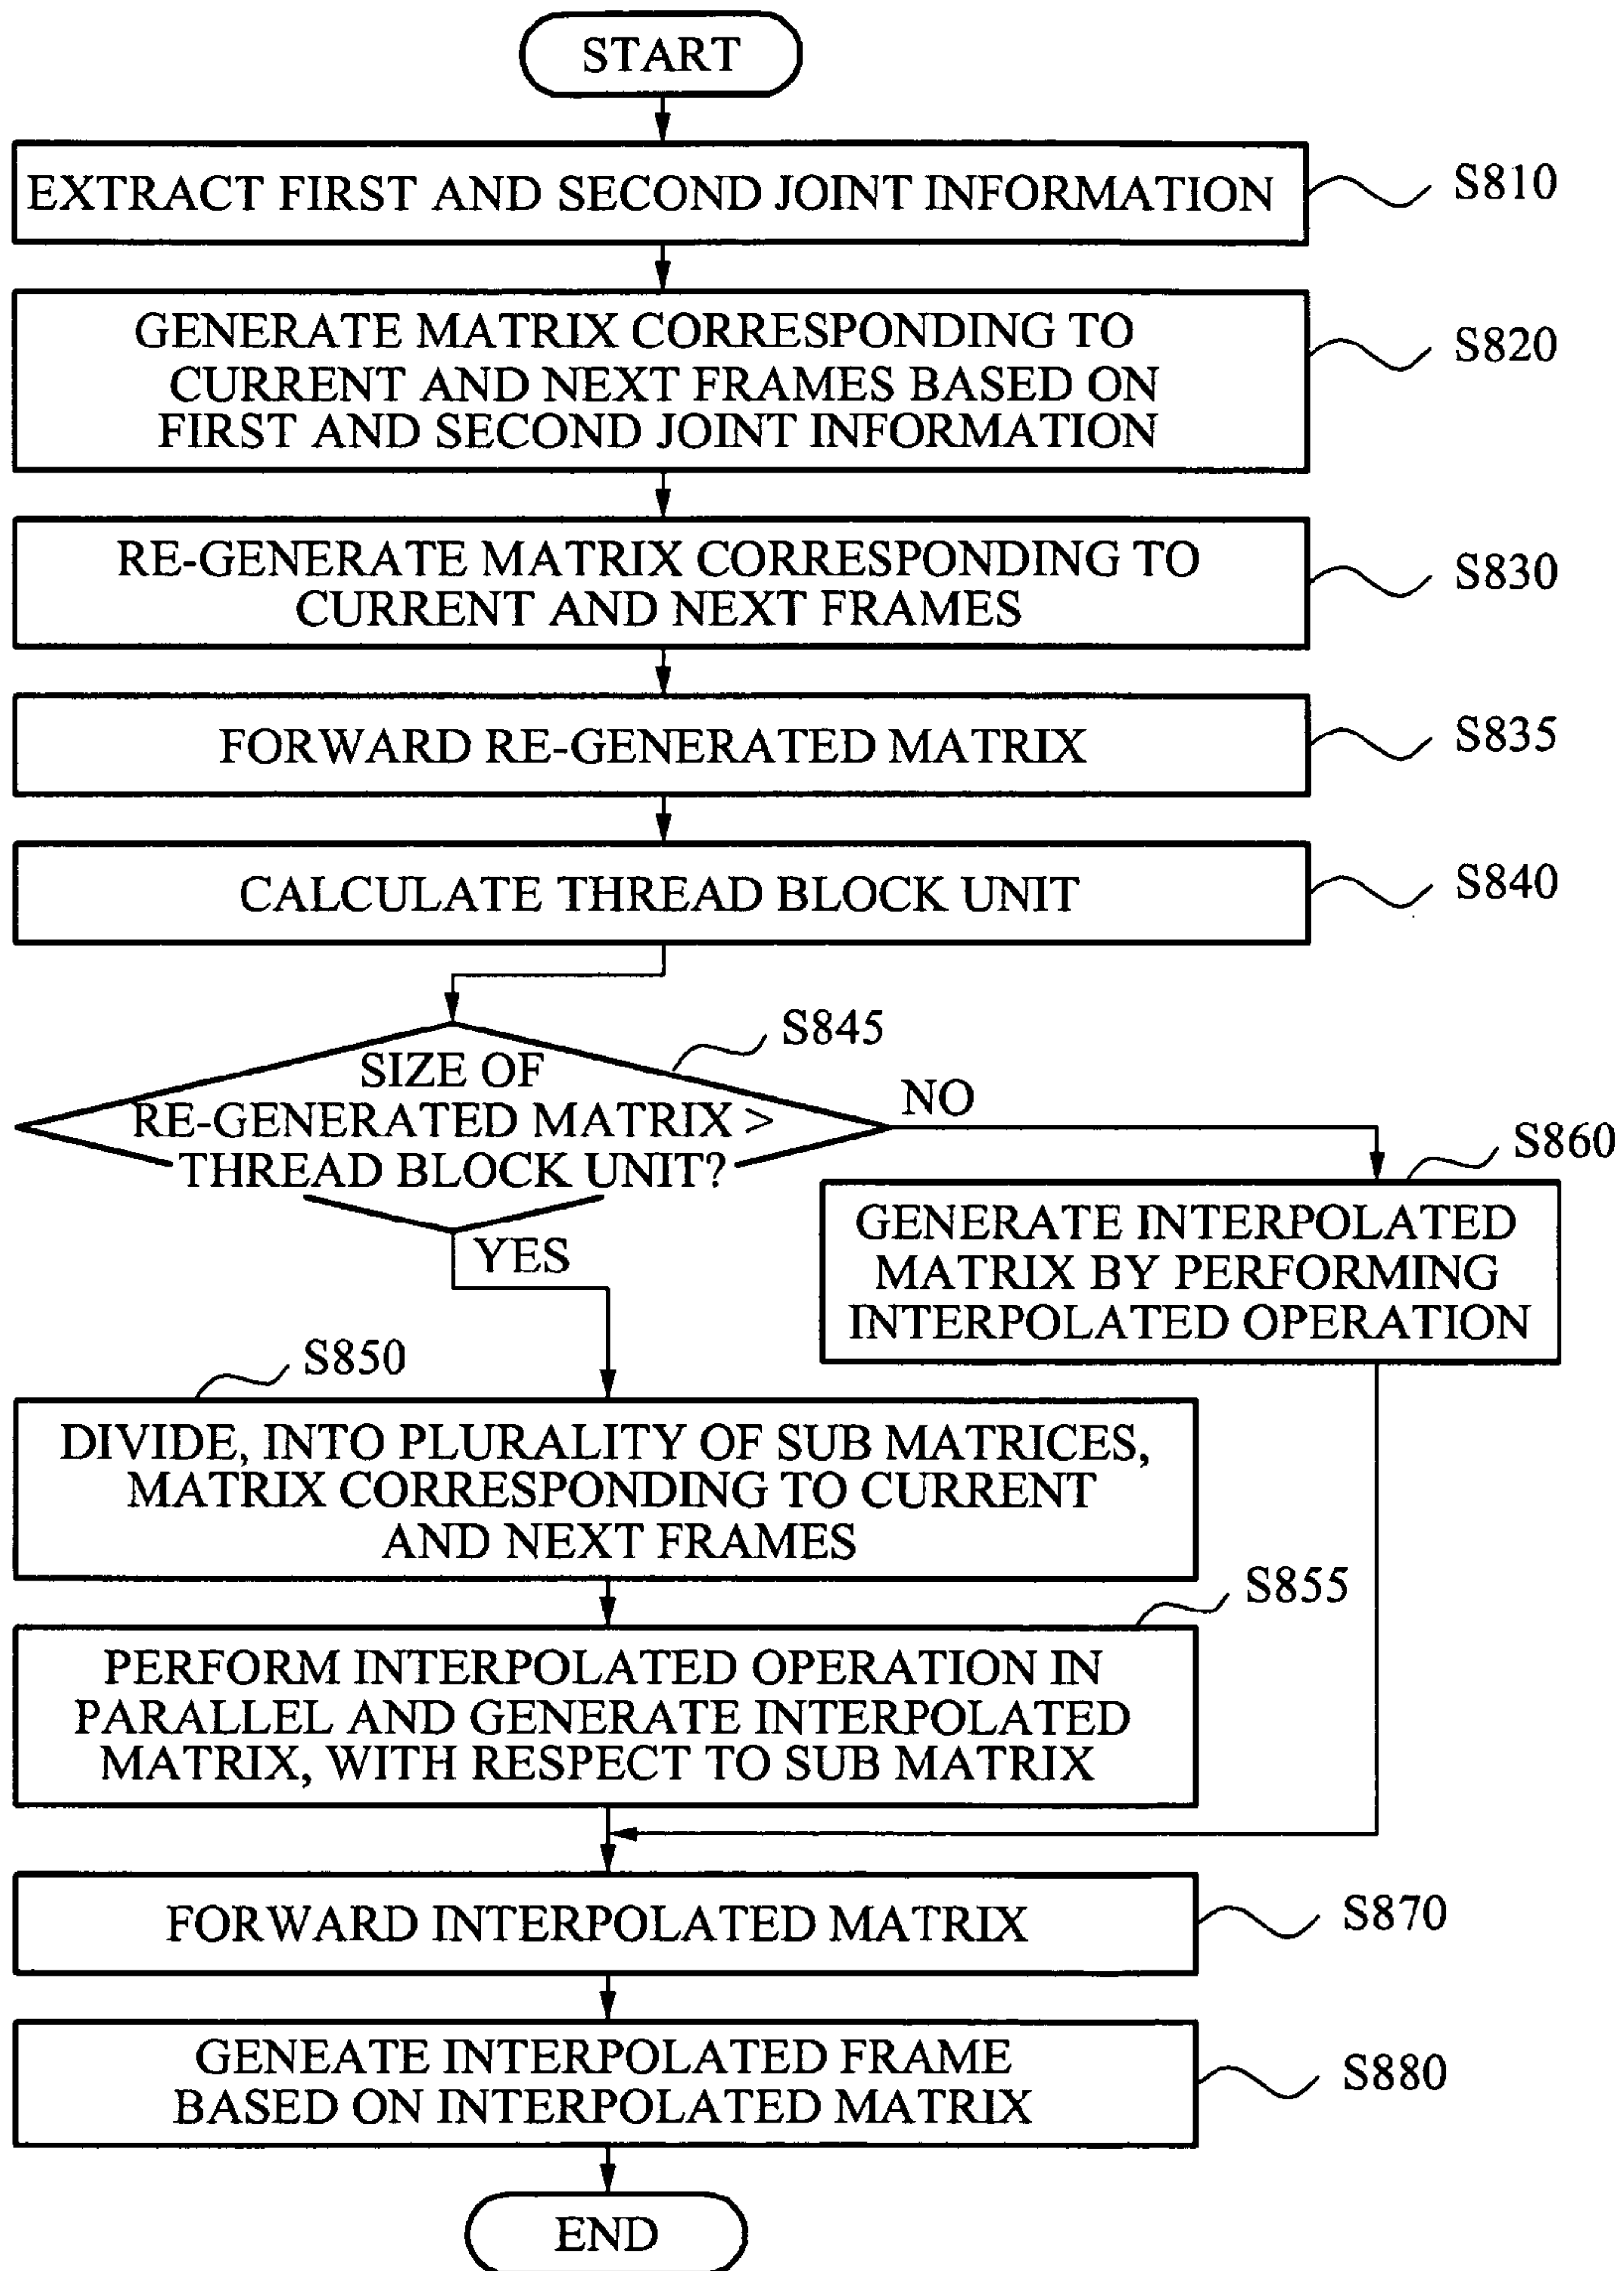 START
EXTRACT FIRST AND SECOND JOINT INFORMATION
S810
GENERATE MATRIX CORRESPONDING TO
CURRENT AND NEXT FRAMES BASED ON
FIRST AND SECOND JOINT INFORMATION
S820
RE-GENERATE MATRIX CORRESPONDING TO
CURRENT AND NEXT FRAMES
S830
FORWARD RE-GENERATED MATRIX
S835
CALCULATE THREAD BLOCK UNIT
S840
S845
SIZE OF
RE-GENERATED MATRIX >
THREAD BLOCK UNIT?
NO
YES
S860
GENERATE INTERPOLATED
MATRIX BY PERFORMING
INTERPOLATED OPERATION
S850
DIVIDE, INTO PLURALITY OF SUB MATRICES,
MATRIX CORRESPONDING TO CURRENT
AND NEXT FRAMES
S855
PERFORM INTERPOLATED OPERATION IN
PARALLEL AND GENERATE INTERPOLATED
MATRIX, WITH RESPECT TO SUB MATRIX
FORWARD INTERPOLATED MATRIX
S870
GENEATE INTERPOLATED FRAME
BASED ON INTERPOLATED MATRIX
S880
END